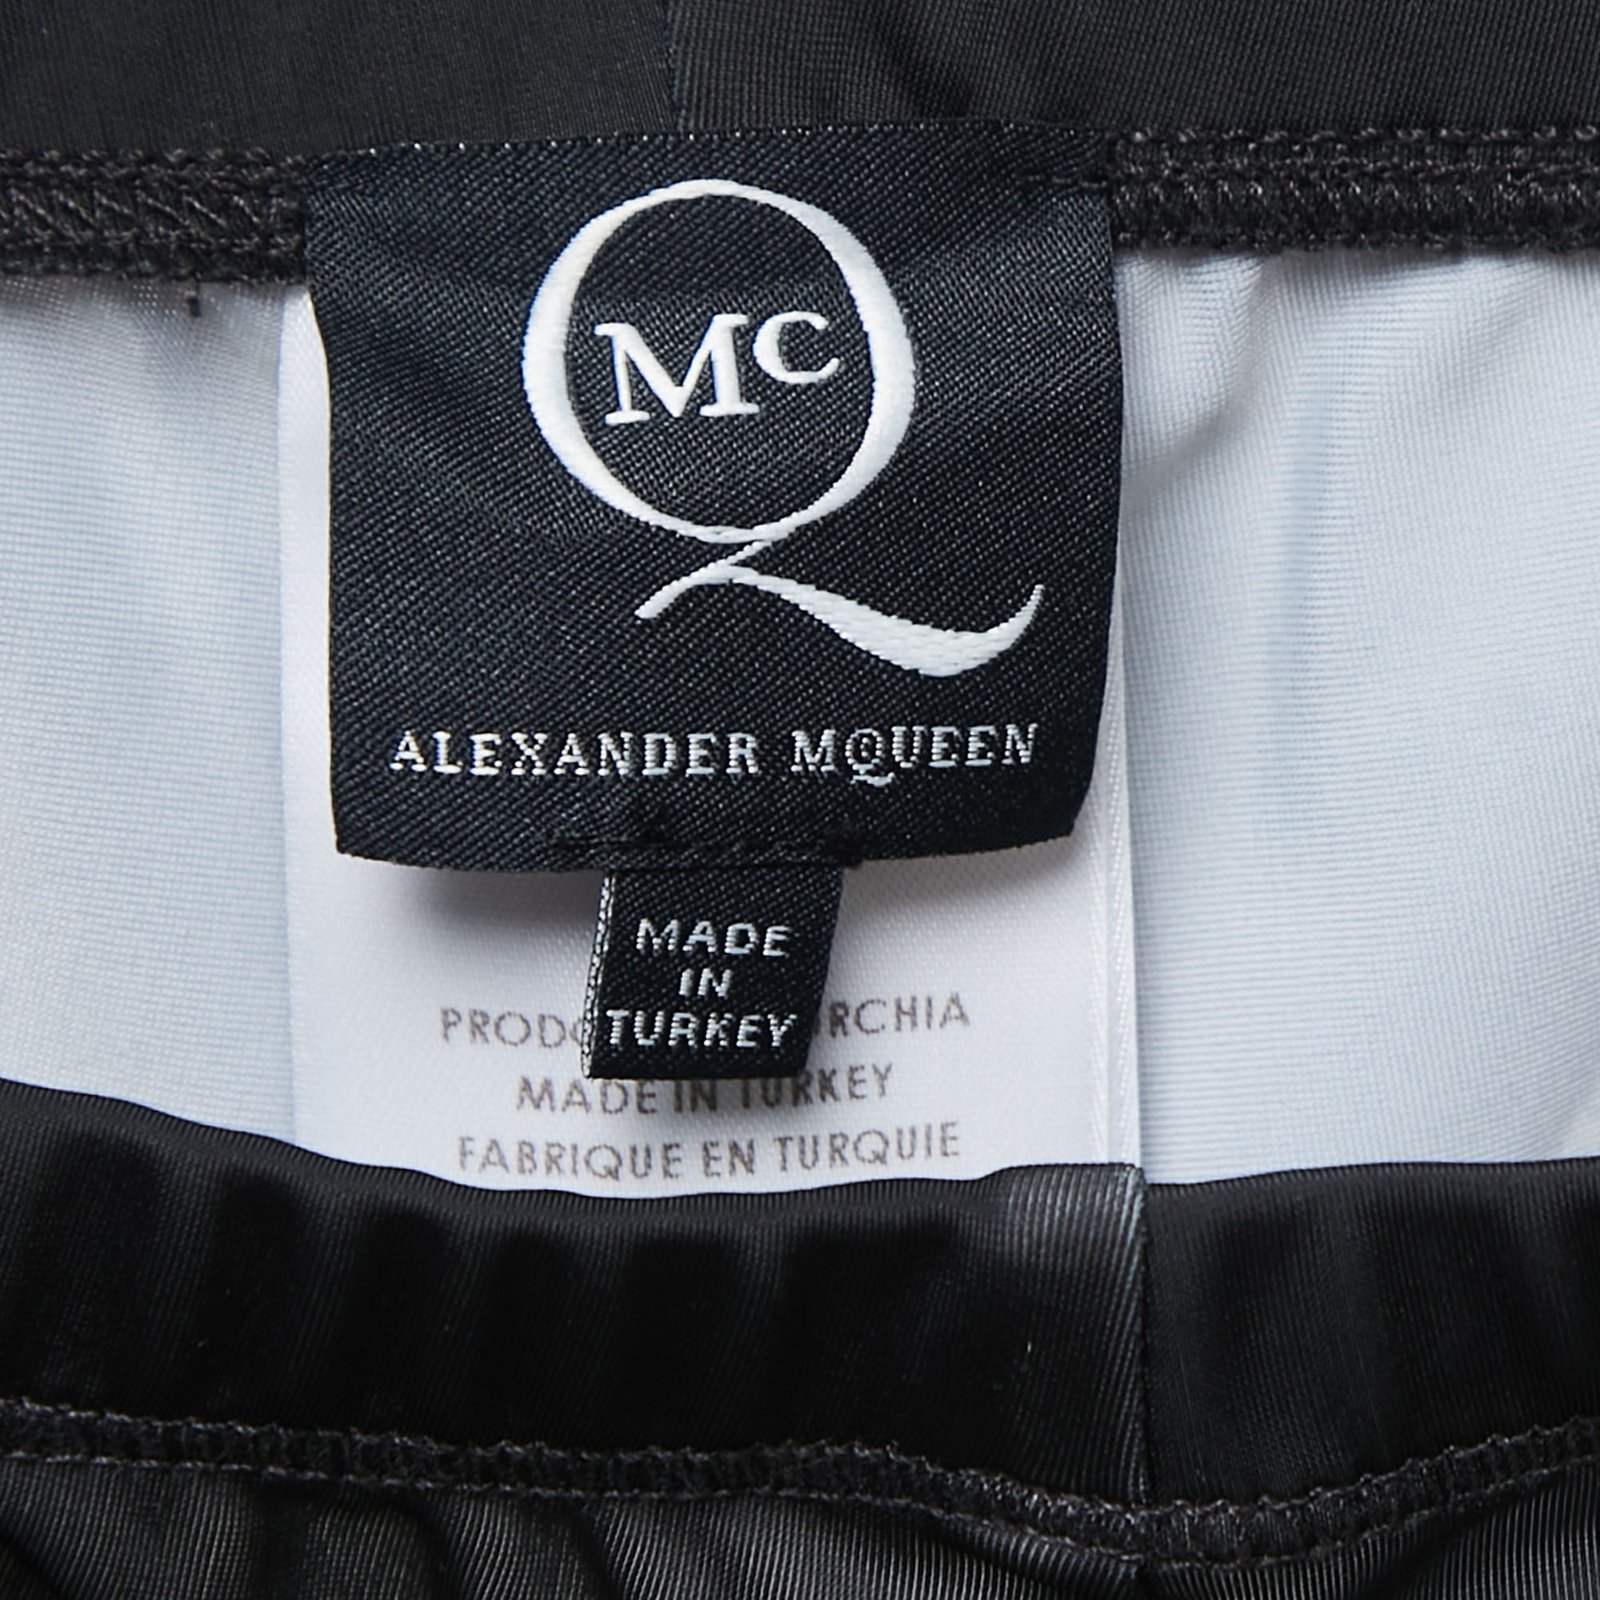 McQ
ALEXANDER MQUEEN
MADE
IN
TURKEY
MADE IN TURKEY
FABRIQUE EN TURQUIE